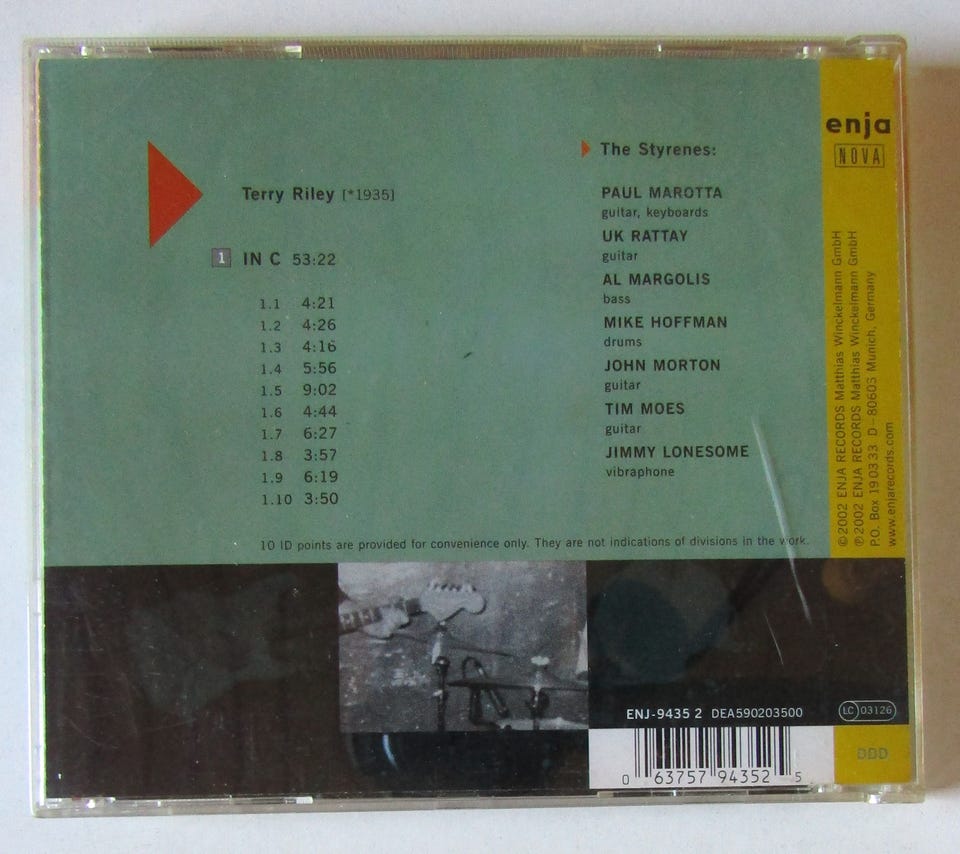 Terry Riley [*1935]
1 IN C 53:22
1.1 4:21
1.2 4:26
1.3 4:16
1.4 5:56
1.5 9:02
1.6 4:44
1.7 6:27
1.8 3:57
1.9 6:19
1.10 3:50
The Styrenes:
PAUL MAROTTA
guitar, keyboards
UK RATTAY
guitar
AL MARGOLIS
bass
MIKE HOFFMAN
drums
JOHN MORTON
guitar
TIM MOES
guitar
JIMMY LONESOME
vibraphone
10 ID points are provided for convenience only. They are not indications of divisions in the work.
enja
NOVA
©2002 ENJA RECORDS Matthias Winckelmann GmbH
℗2002 ENJA RECORDS Matthias Winckelmann GmbH
P.O. Box 19 03 33 D-80603 Munich, Germany
www.enjarecords.com
ENJ-9435 2 DEA590203500
LC 03126
0 63757 94352 5
DDD